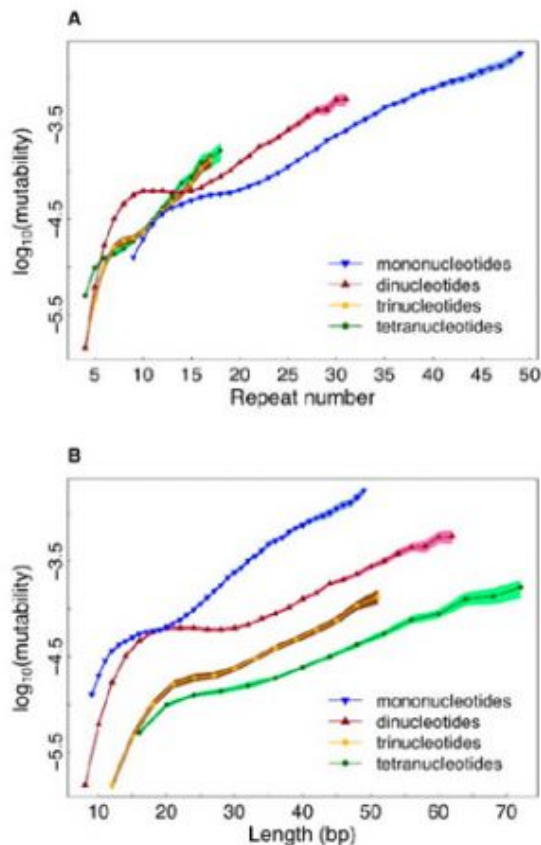 A
log10(mutability)
-3.5
-4.5
-5.5
mononucleotides
dinucleotides
trinucleotides
tetranucleotides
5 10 15 20 25 30 35 40 45 50
Repeat number
B
log10(mutability)
-3.5
-4.5
-5.5
mononucleotides
dinucleotides
trinucleotides
tetranucleotides
10 20 30 40 50 60 70
Length (bp)